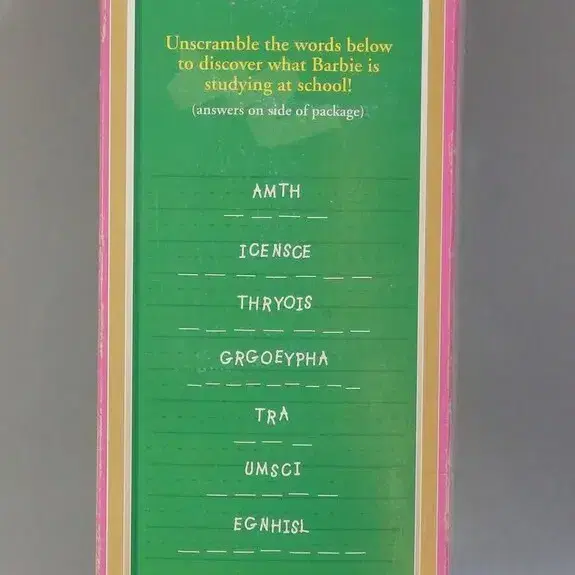 Unscramble the words below
to discover what Barbie is
studying at school!
(answers on side of package)
AMTH
ICENSCE
THRYOIS
GRGOEYPHA
TRA
UMSCI
EGNHISL